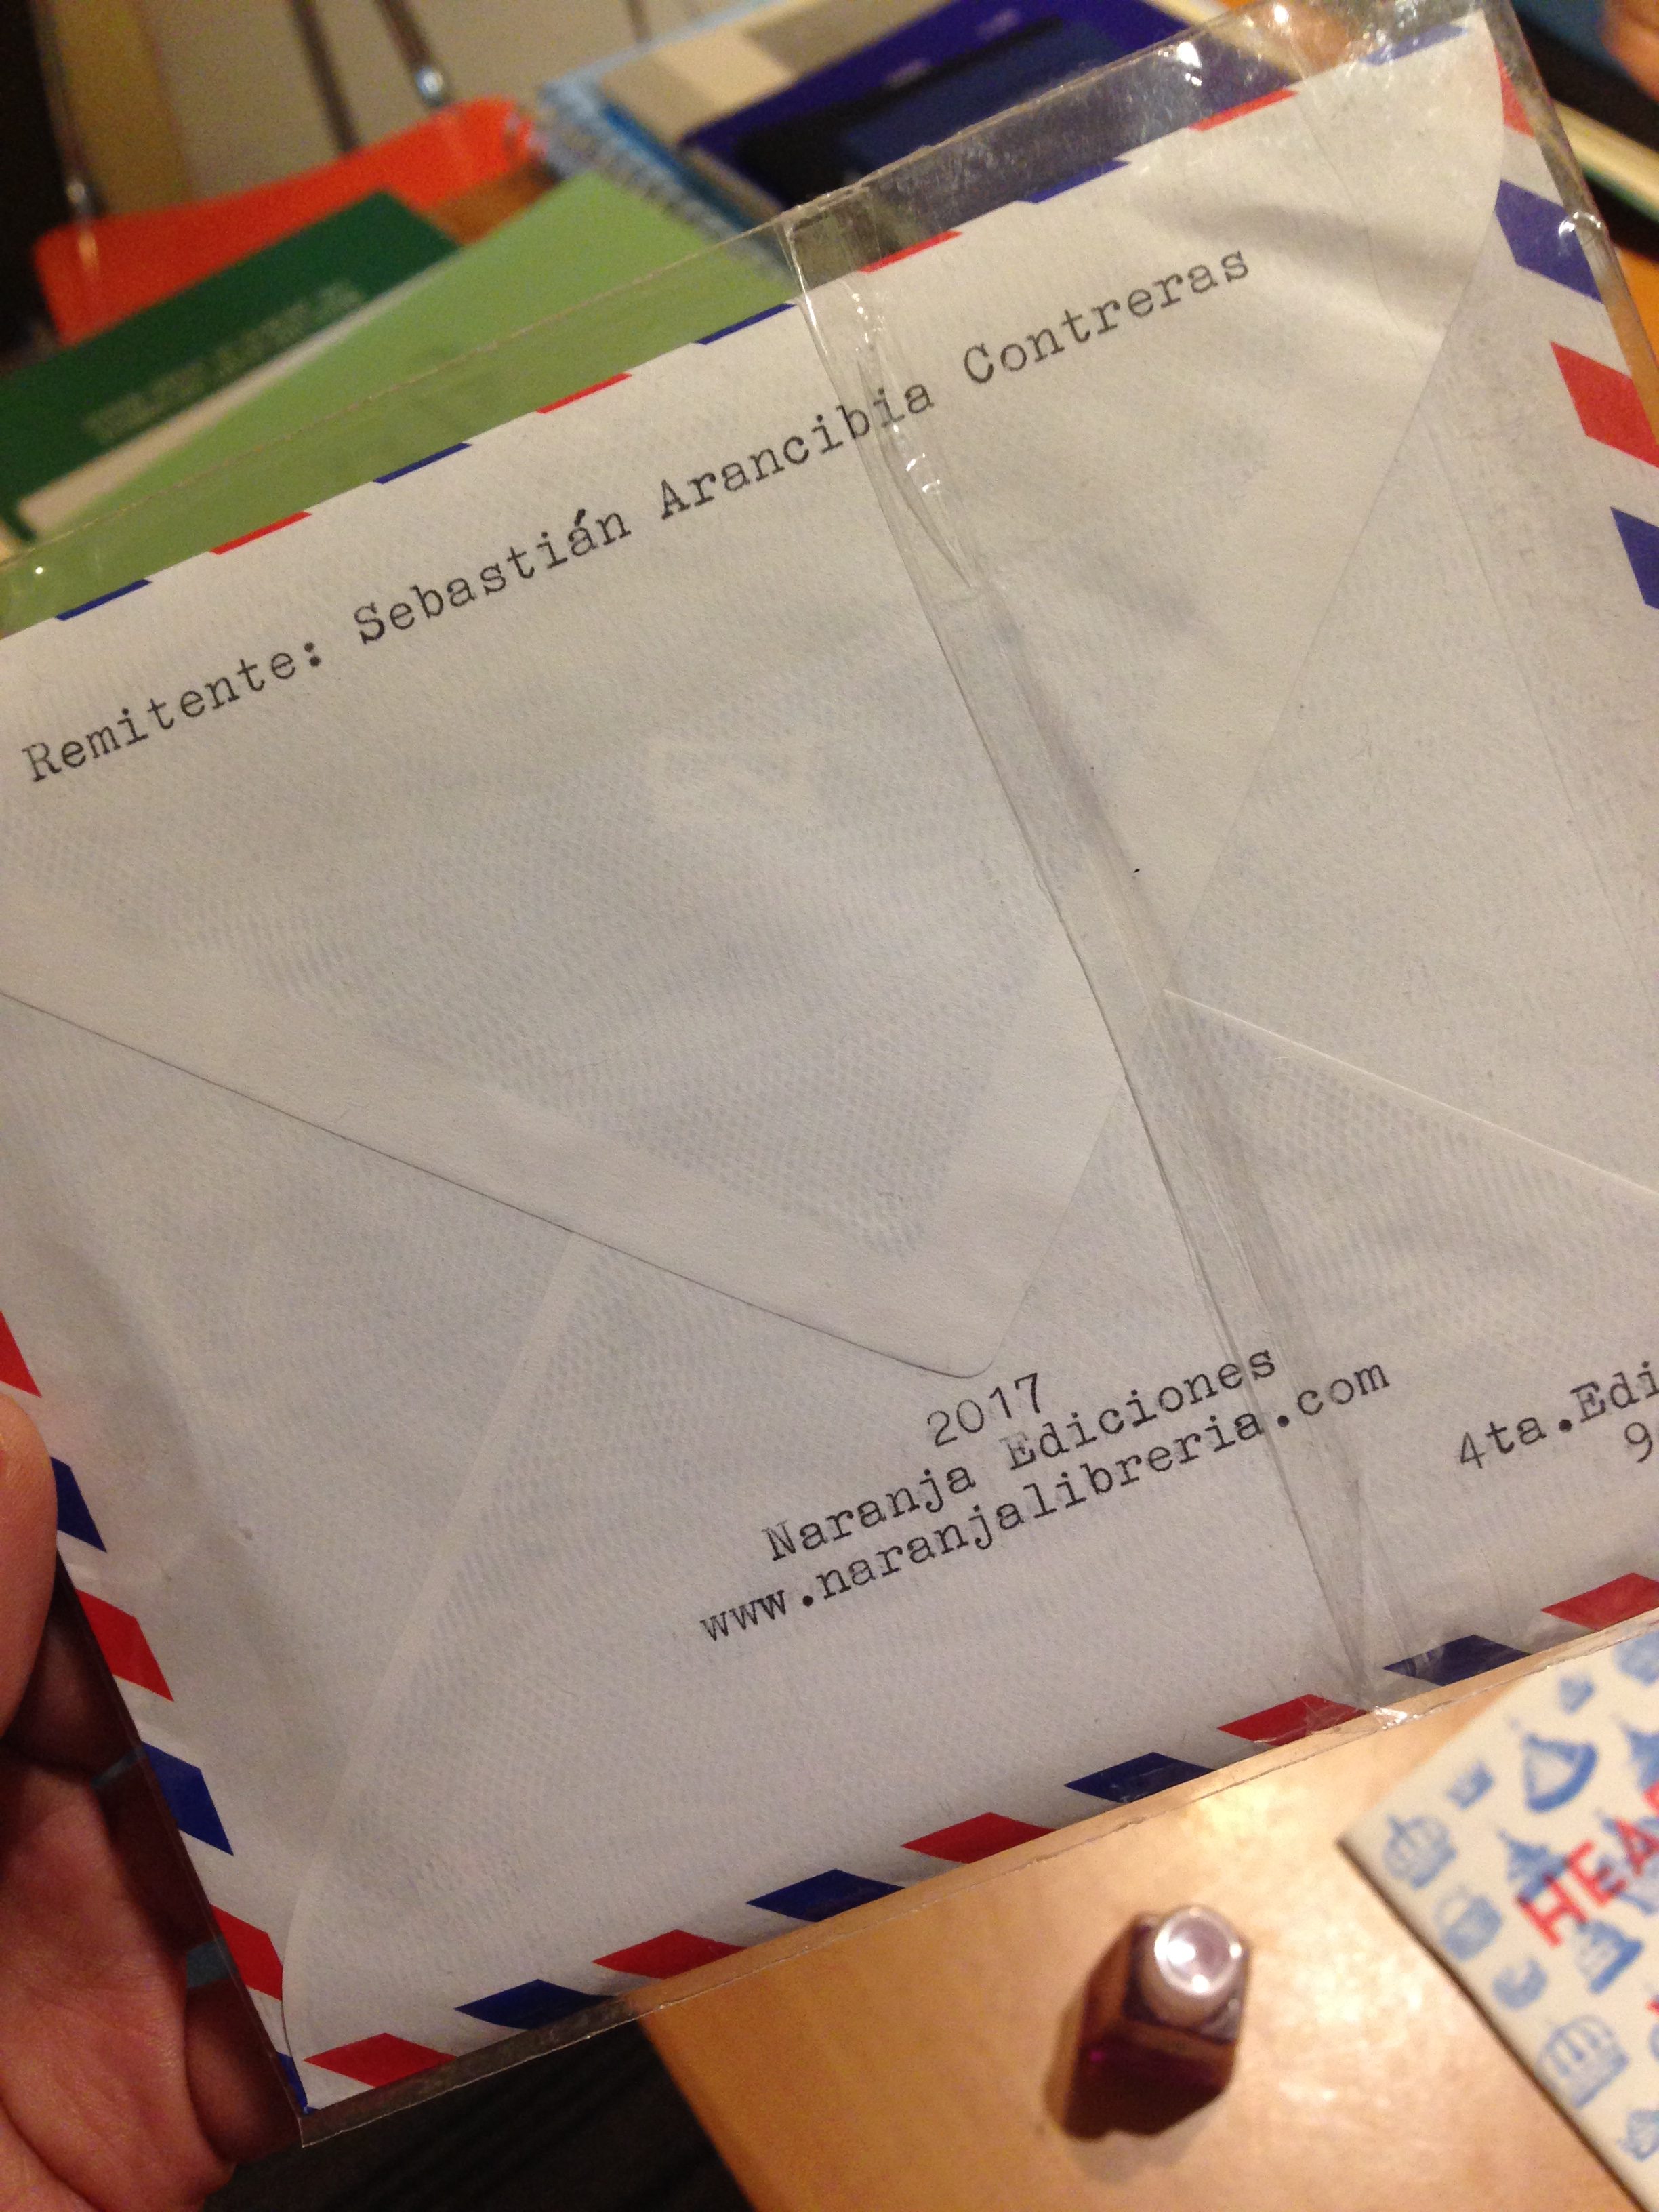 Remitente: Sebastián Arancibia Contreras
2017
Naranja Ediciones
www.naranjalibreria.com
4ta.Edi